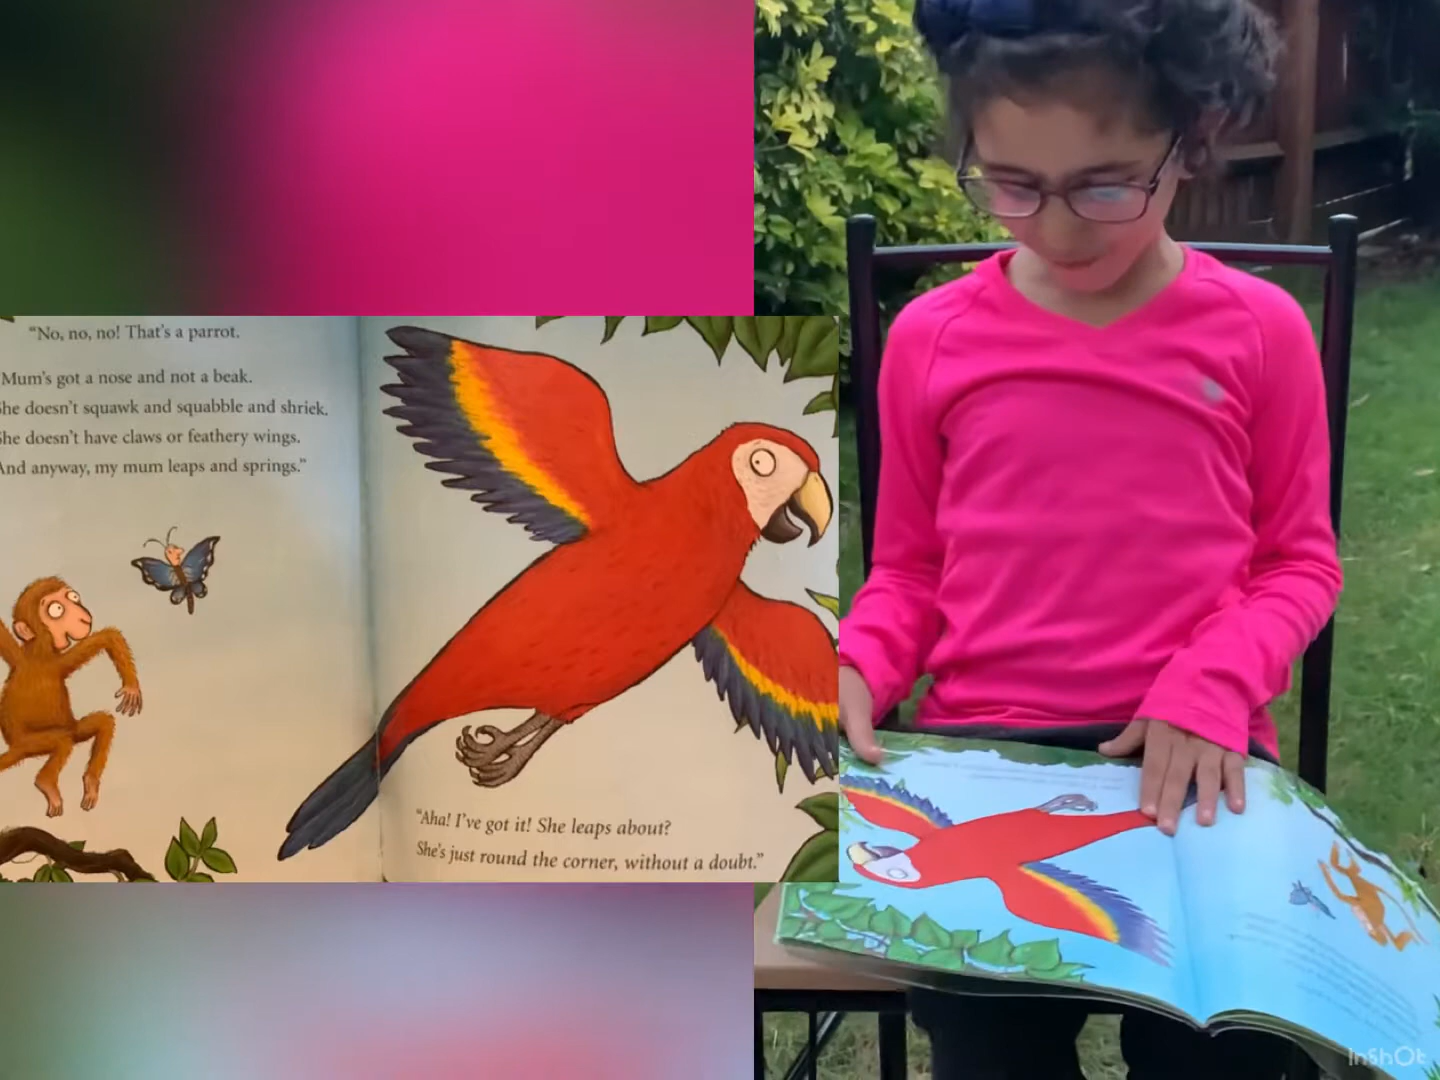 "No, no, no! That's a parrot.
Mum's got a nose and not a beak.
She doesn't squawk and squabble and shriek.
She doesn't have claws or feathery wings.
And anyway, my mum leaps and springs."
"Aha! I've got it! She leaps about?
She's just round the corner, without a doubt."
InShOt